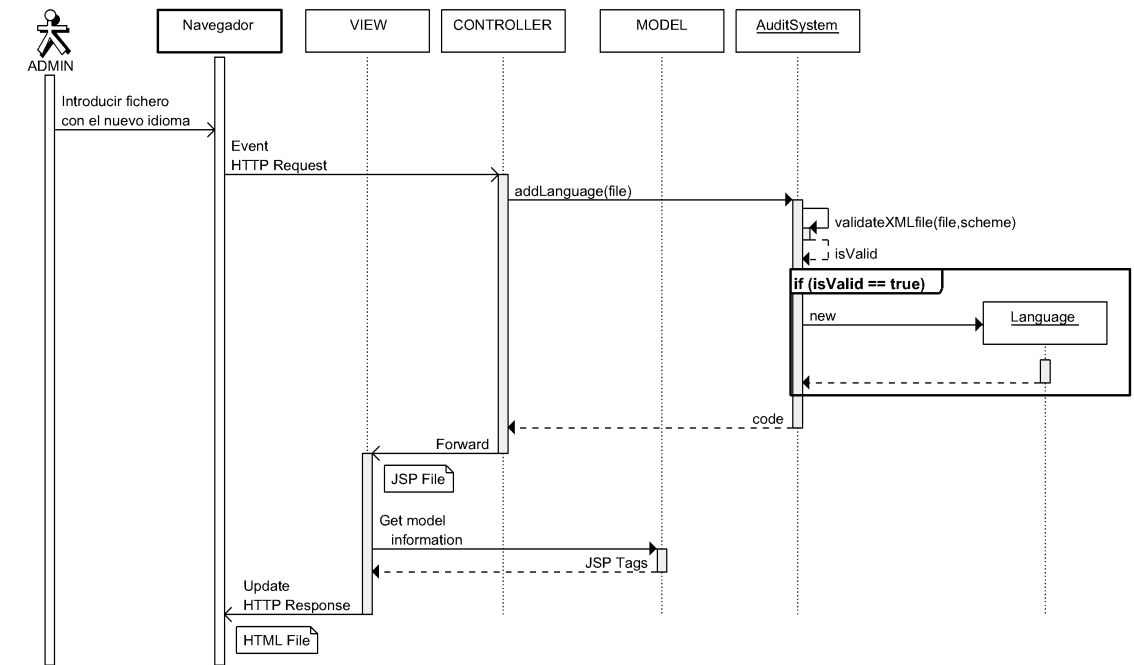 Navegador
VIEW
CONTROLLER
MODEL
AuditSystem
ADMIN
Introducir fichero
con el nuevo idioma
Event
HTTP Request
addLanguage(file)
validateXMLfile(file,scheme)
isValid
if (isValid == true)
new
Language
code
Forward
JSP File
Get model
information
JSP Tags
Update
HTTP Response
HTML File